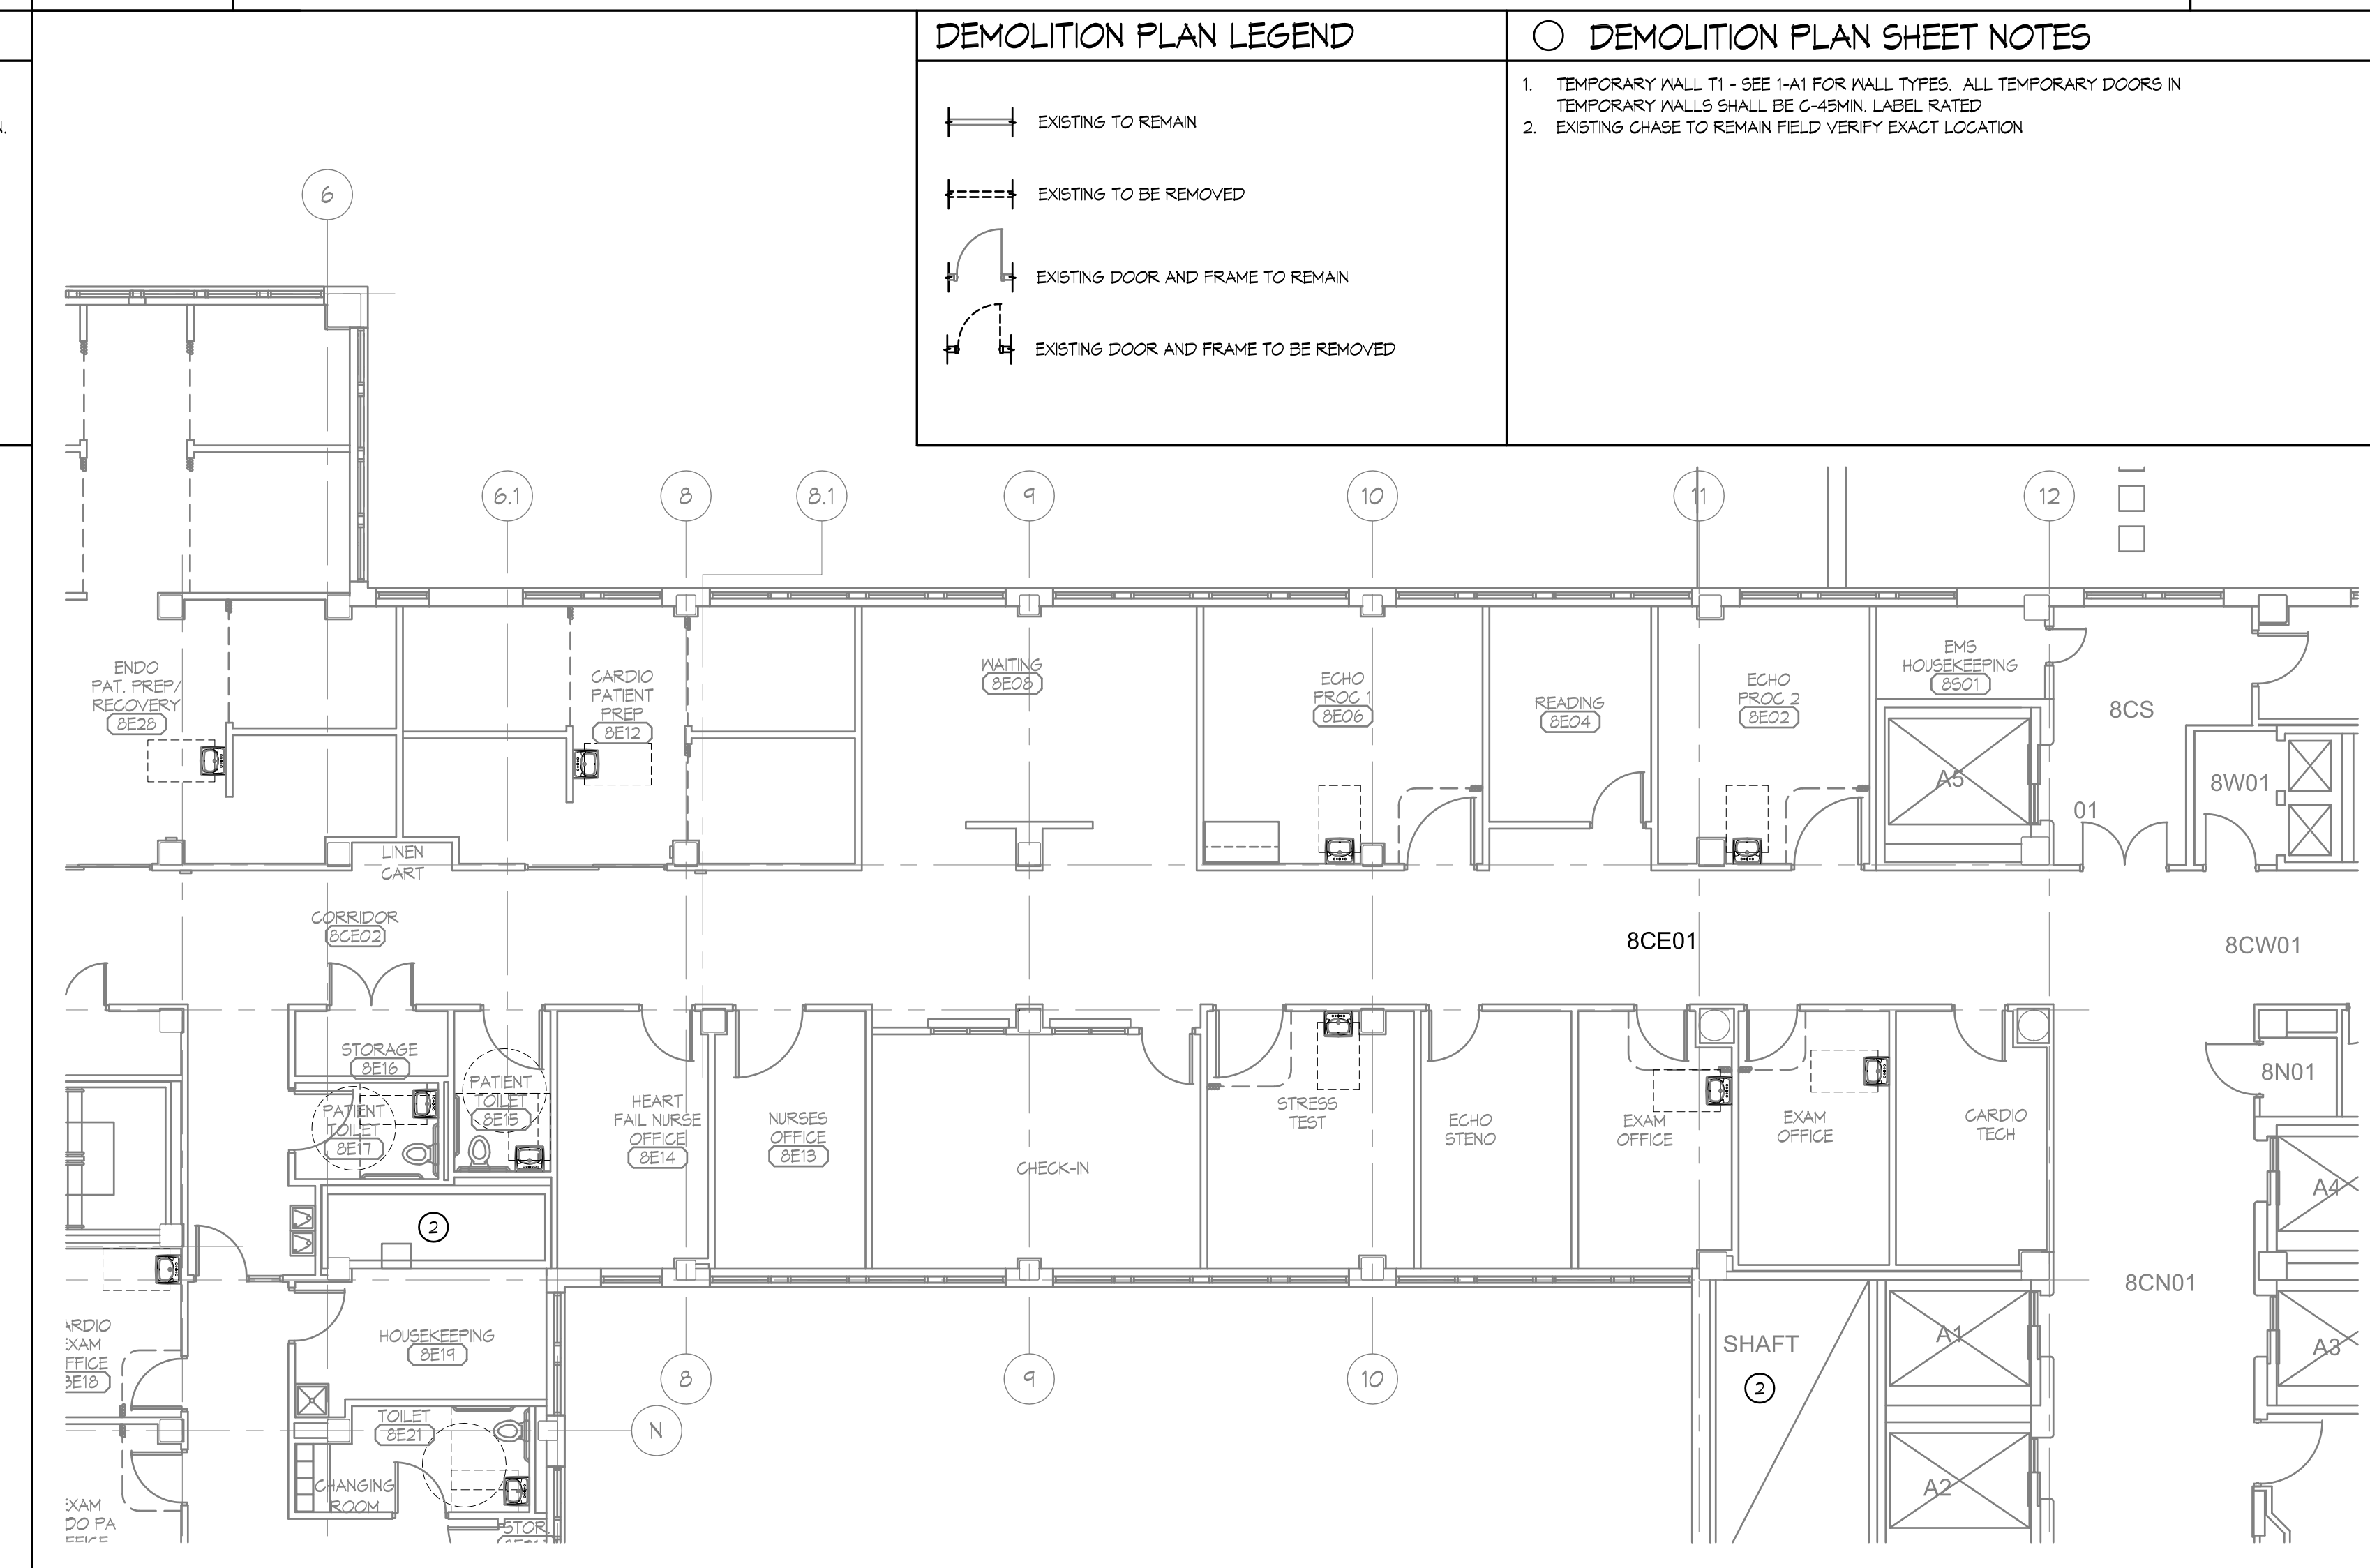 DEMOLITION PLAN LEGEND
EXISTING TO REMAIN
EXISTING TO BE REMOVED
EXISTING DOOR AND FRAME TO REMAIN
EXISTING DOOR AND FRAME TO BE REMOVED
DEMOLITION PLAN SHEET NOTES
1. TEMPORARY WALL T1 - SEE 1-A1 FOR WALL TYPES. ALL TEMPORARY DOORS IN
TEMPORARY WALLS SHALL BE C-45MIN. LABEL RATED
2. EXISTING CHASE TO REMAIN FIELD VERIFY EXACT LOCATION
6
6.1
8
8.1
9
10
11
12
ENDO
PAT. PREP/
RECOVERY
8E28
CARDIO
PATIENT
PREP
8E12
WAITING
8E08
ECHO
PROC 1
8E06
READING
8E04
ECHO
PROC 2
8E02
EMS
HOUSEKEEPING
8S01
8CS
A5
01
8W01
LINEN
CART
CORRIDOR
8CE02
8CE01
8CW01
STORAGE
8E16
PATIENT
TOILET
8E17
PATIENT
TOILET
8E15
HEART
FAIL NURSE
OFFICE
8E14
NURSES
OFFICE
8E13
CHECK-IN
STRESS
TEST
ECHO
STENO
EXAM
OFFICE
EXAM
OFFICE
CARDIO
TECH
8N01
A4
2
8CN01
HOUSEKEEPING
8E19
SHAFT
2
A1
A3
8
9
10
TOILET
8E21
N
CHANGING
ROOM
A2
EXAM
STOR.